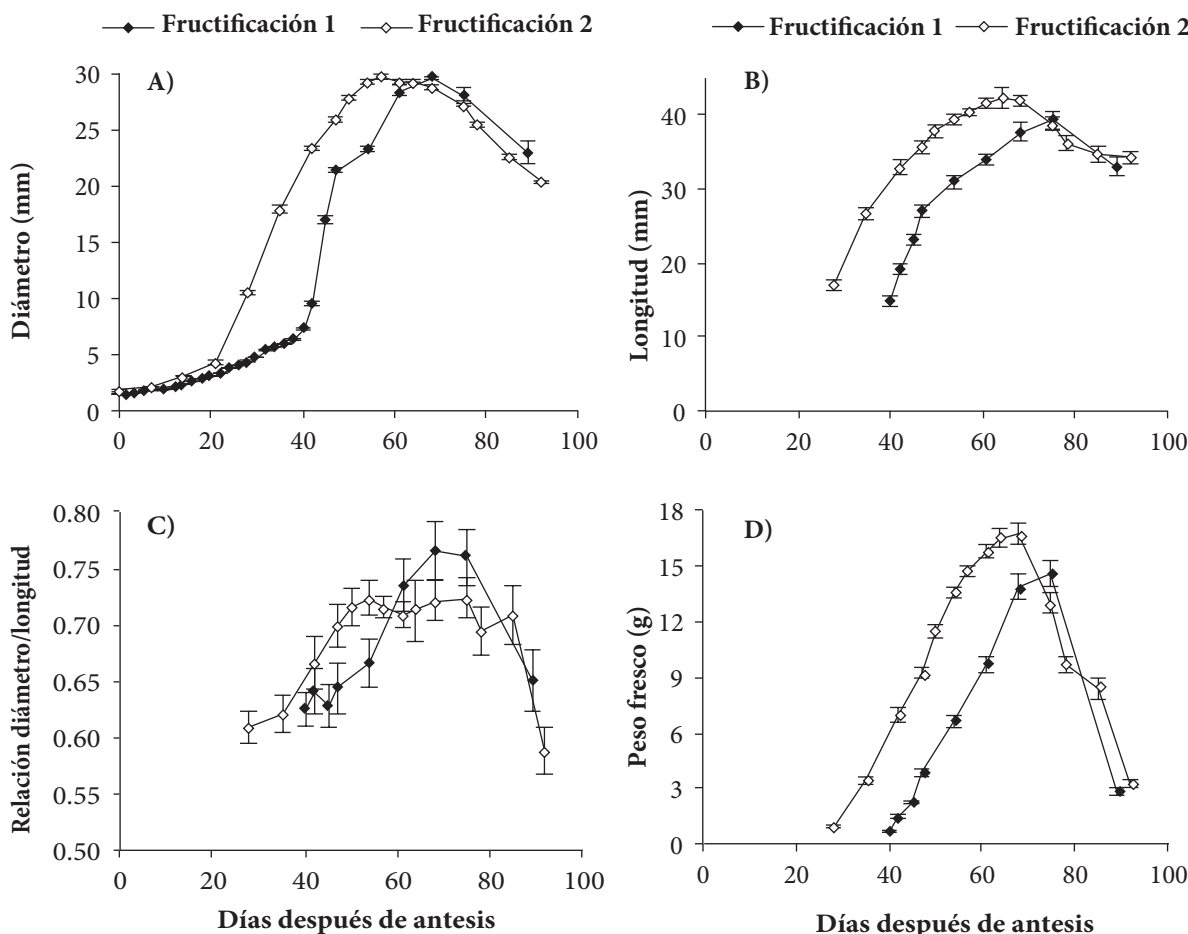 Fructificación 1 Fructificación 2
Fructificación 1 Fructificación 2
A)
Diámetro (mm)
30
25
20
15
10
5
0
0 20 40 60 80 100
B)
Longitud (mm)
40
30
20
10
0
0 20 40 60 80 100
C)
Relación diámetro/longitud
0.80
0.75
0.70
0.65
0.60
0.55
0.50
0 20 40 60 80 100
Días después de antesis
D)
Peso fresco (g)
18
15
12
9
6
3
0
0 20 40 60 80 100
Días después de antesis